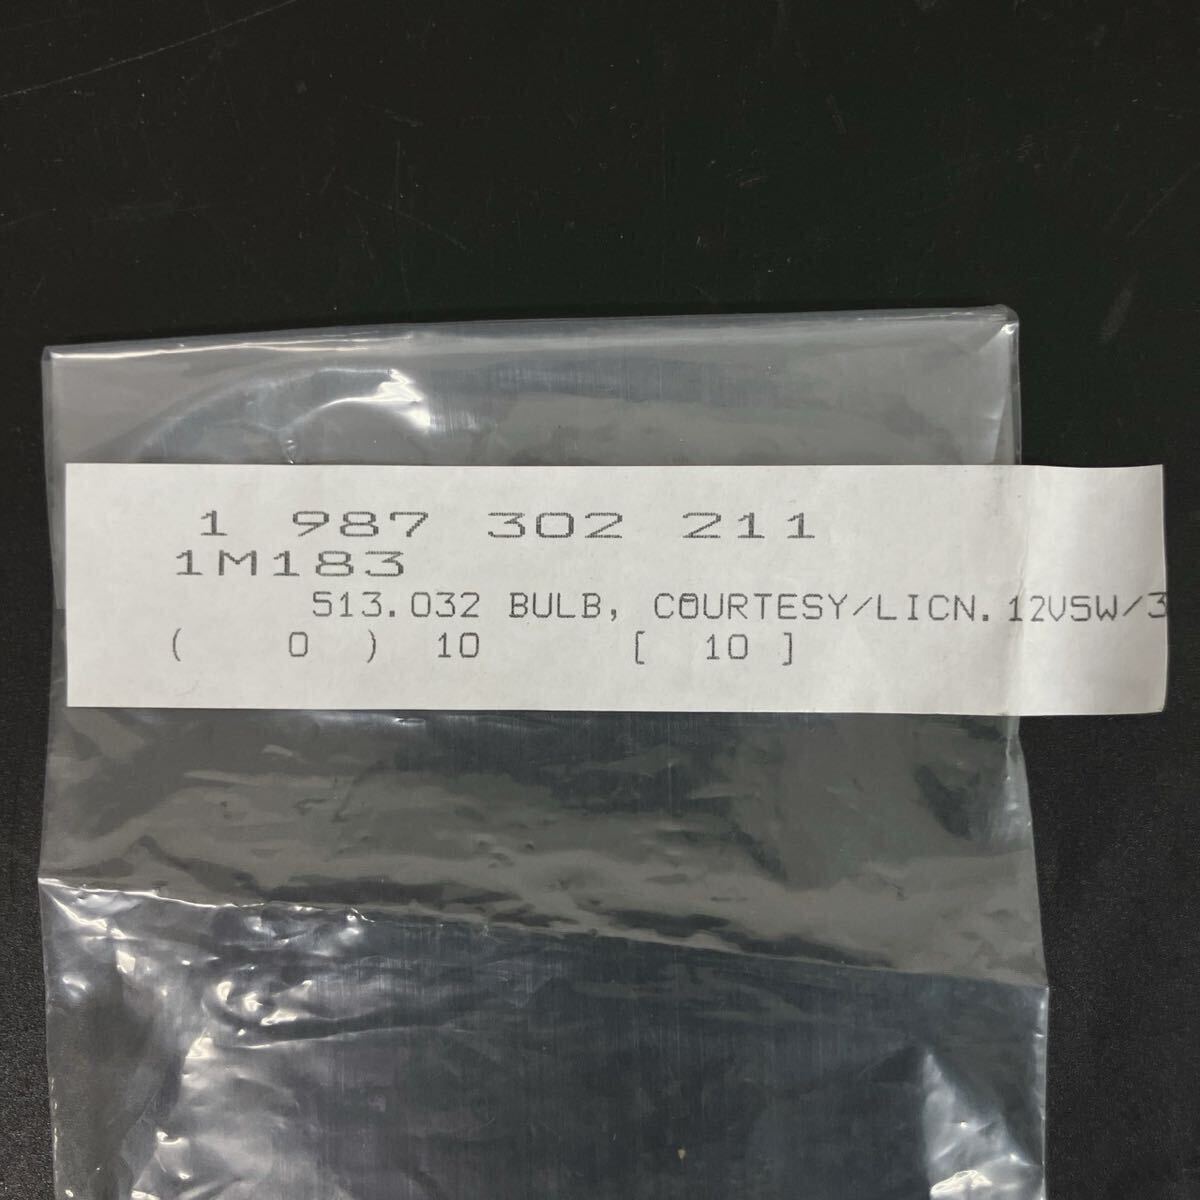 1 987 302 211
1M183
513.032 BULB, COURTESY/LICN. 12V5W/3
( 0 ) 10 [ 10 ]